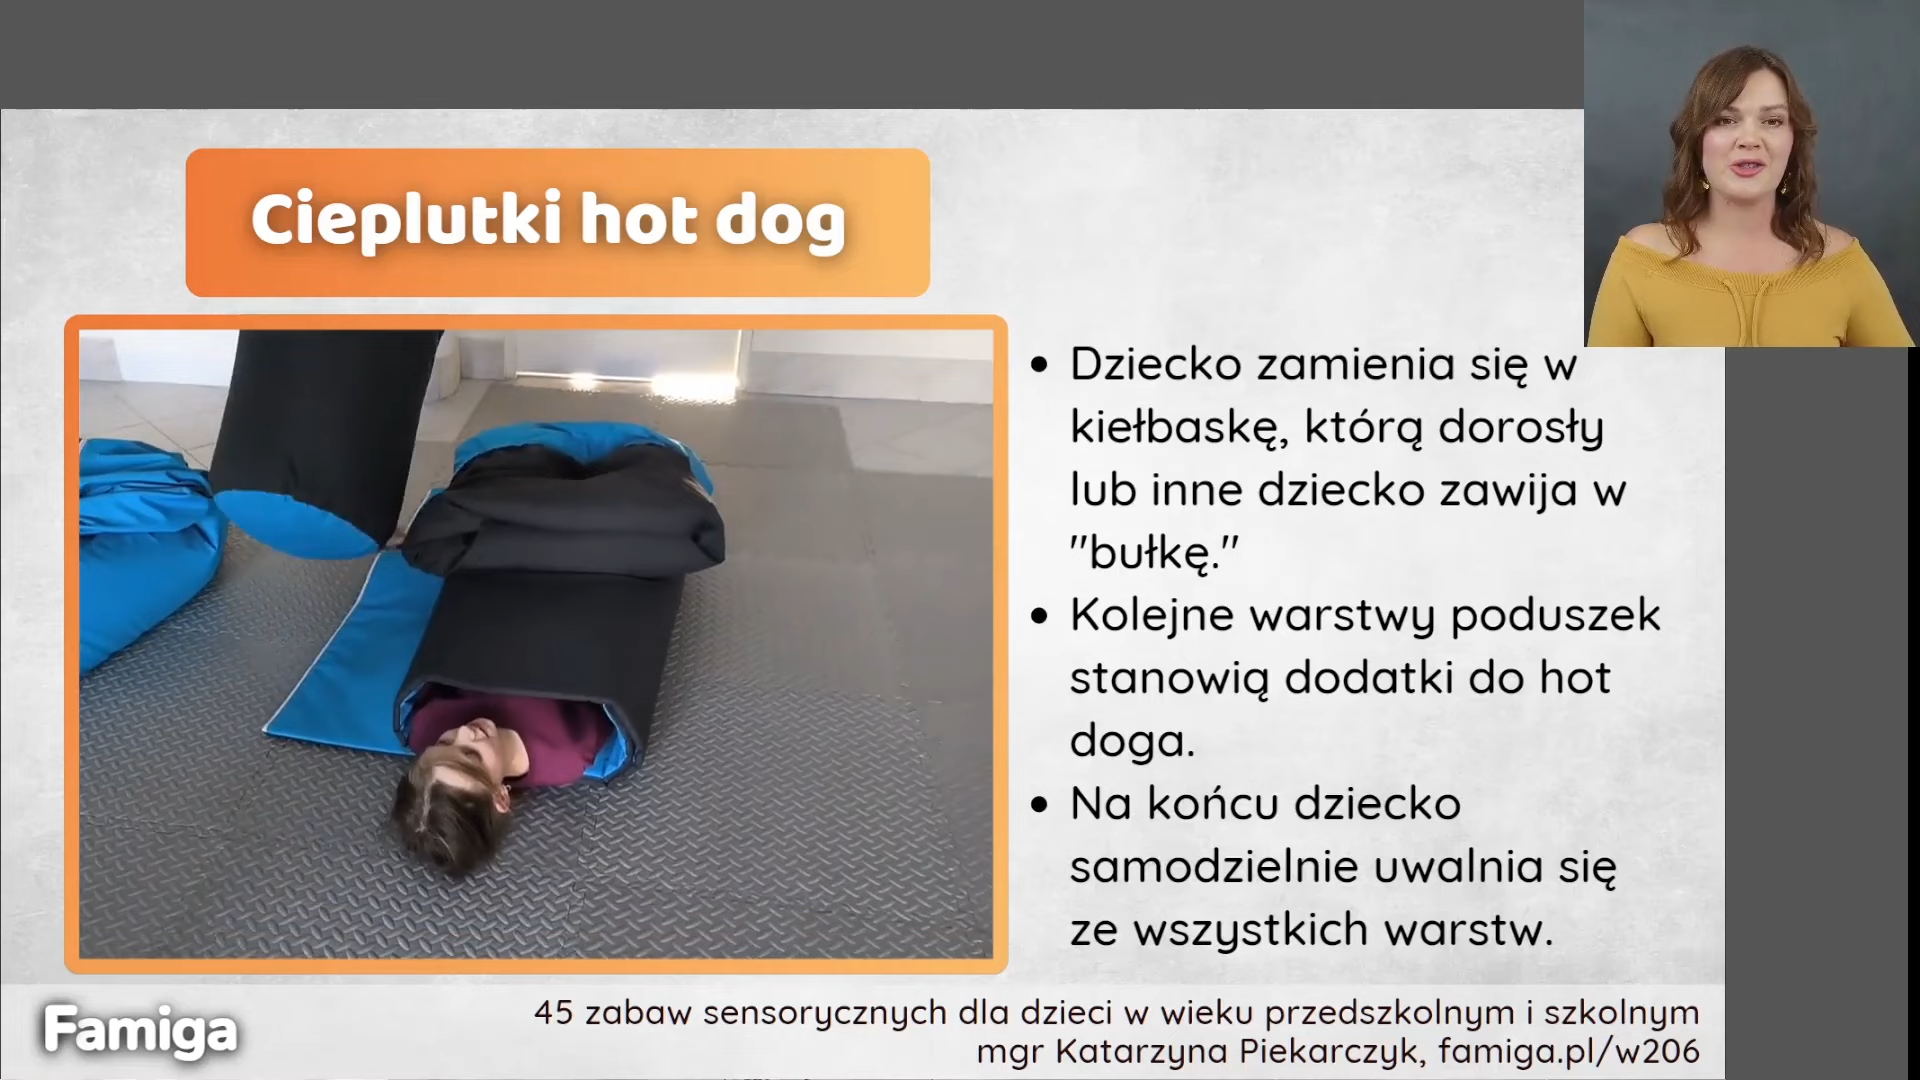 Cieplutki hot dog
• Dziecko zamienia się w
kiełbaskę, którą dorosły
lub inne dziecko zawija w
"bułkę."
• Kolejne warstwy poduszek
stanowią dodatki do hot
doga.
• Na końcu dziecko
samodzielnie uwalnia się
ze wszystkich warstw.
Famiga
45 zabaw sensorycznych dla dzieci w wieku przedszkolnym i szkolnym
mgr Katarzyna Piekarczyk, famiga.pl/w206